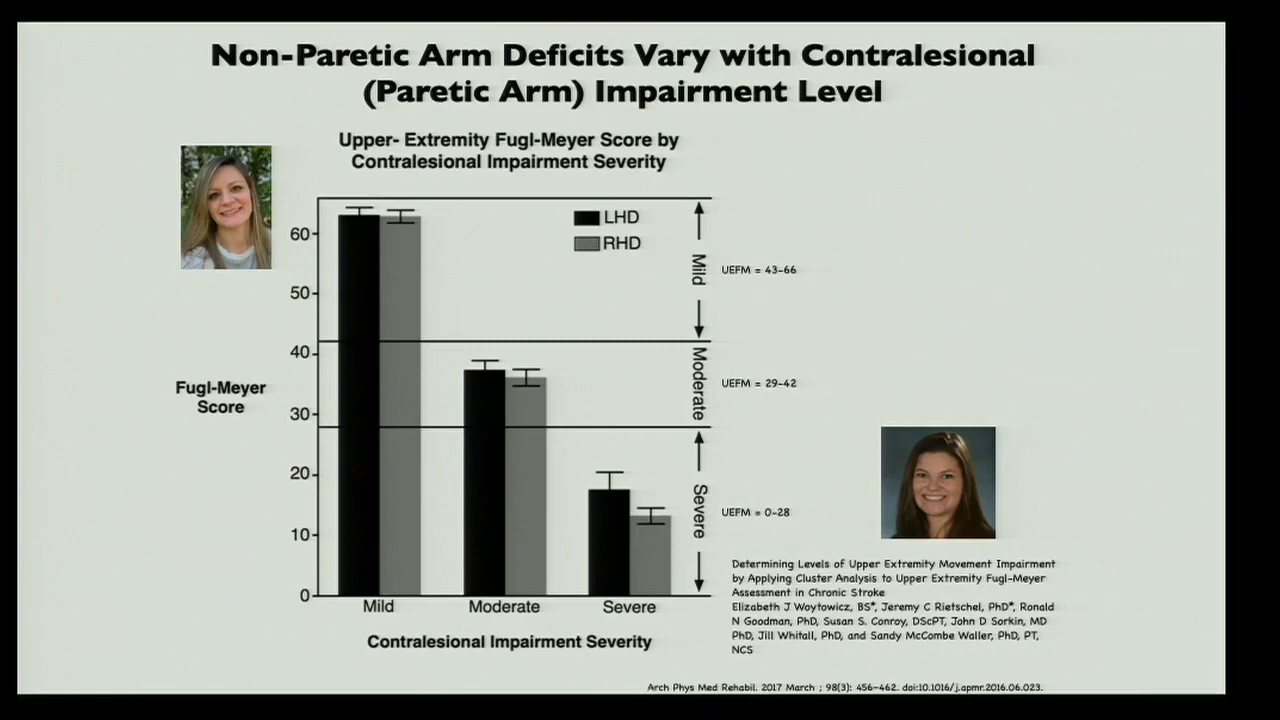 Non-Paretic Arm Deficits Vary with Contralesional
(Paretic Arm) Impairment Level
Upper- Extremity Fugl-Meyer Score by
Contralesional Impairment Severity
LHD
RHD
60
50
40
30
20
10
0
Fugl-Meyer
Score
Mild
Moderate
Severe
UEFM = 43-66
UEFM = 29-42
UEFM = 0-28
Mild Moderate Severe
Contralesional Impairment Severity
Determining Levels of Upper Extremity Movement Impairment
by Applying Cluster Analysis to Upper Extremity Fugl-Meyer
Assessment in Chronic Stroke
Elizabeth J Woytowicz, BS*, Jeremy C Rietschel, PhD*, Ronald
N Goodman, PhD, Susan S. Conroy, DScPT, John D Sorkin, MD
PhD, Jill Whitall, PhD, and Sandy McCombe Waller, PhD, PT,
NCS
Arch Phys Med Rehabil. 2017 March ; 98(3): 456-462. doi:10.1016/j.apmr.2016.06.023.